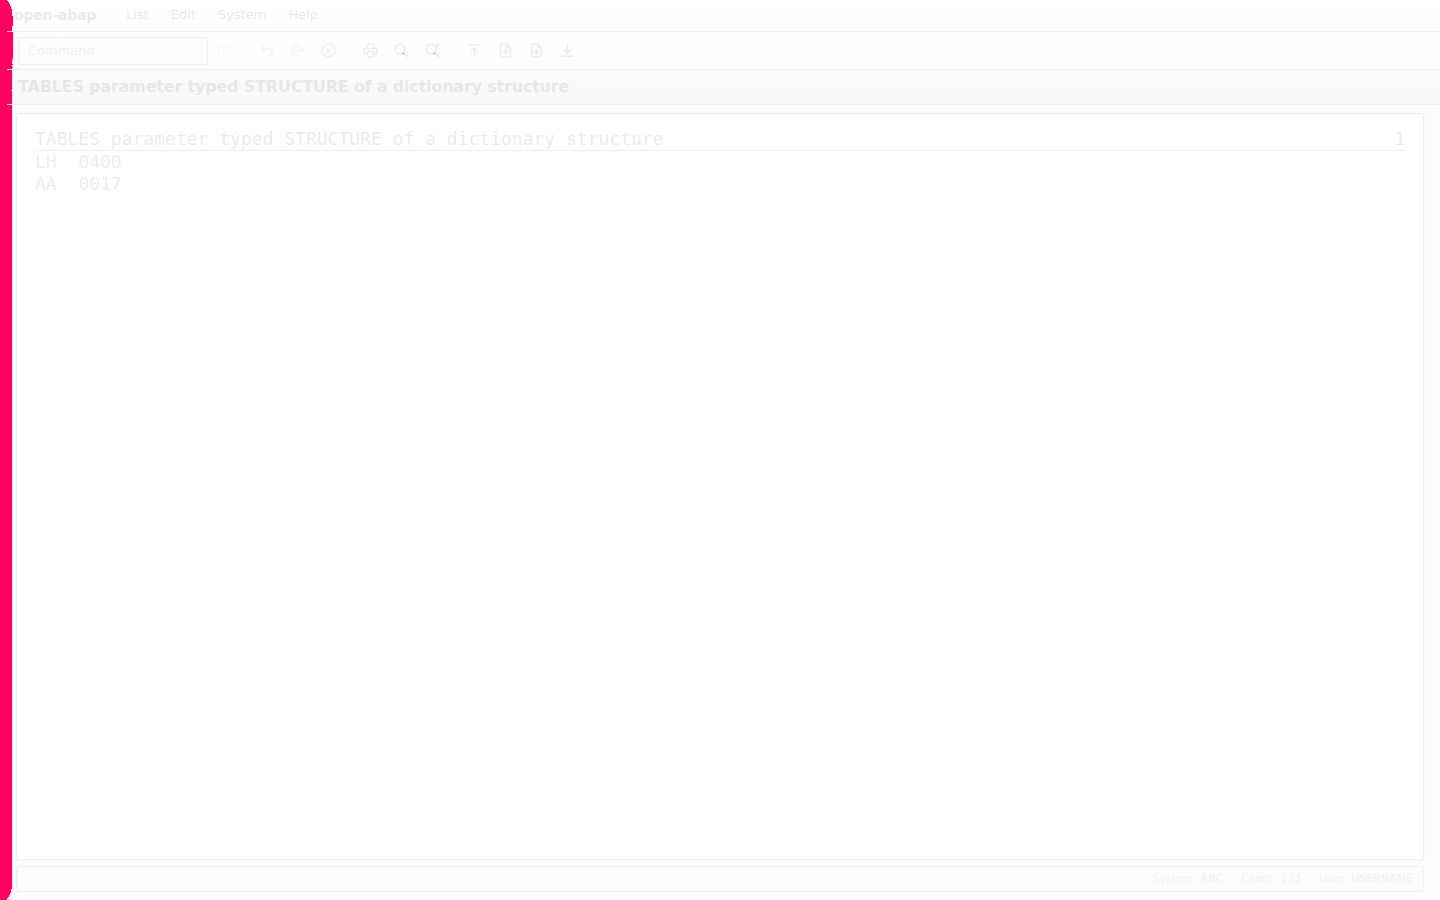 open-abap List Edit System Help
Command
TABLES parameter typed STRUCTURE of a dictionary structure
TABLES parameter typed STRUCTURE of a dictionary structure 1
LH  0400
AA  0017
System: ABC Client: 123 User: USERNAME